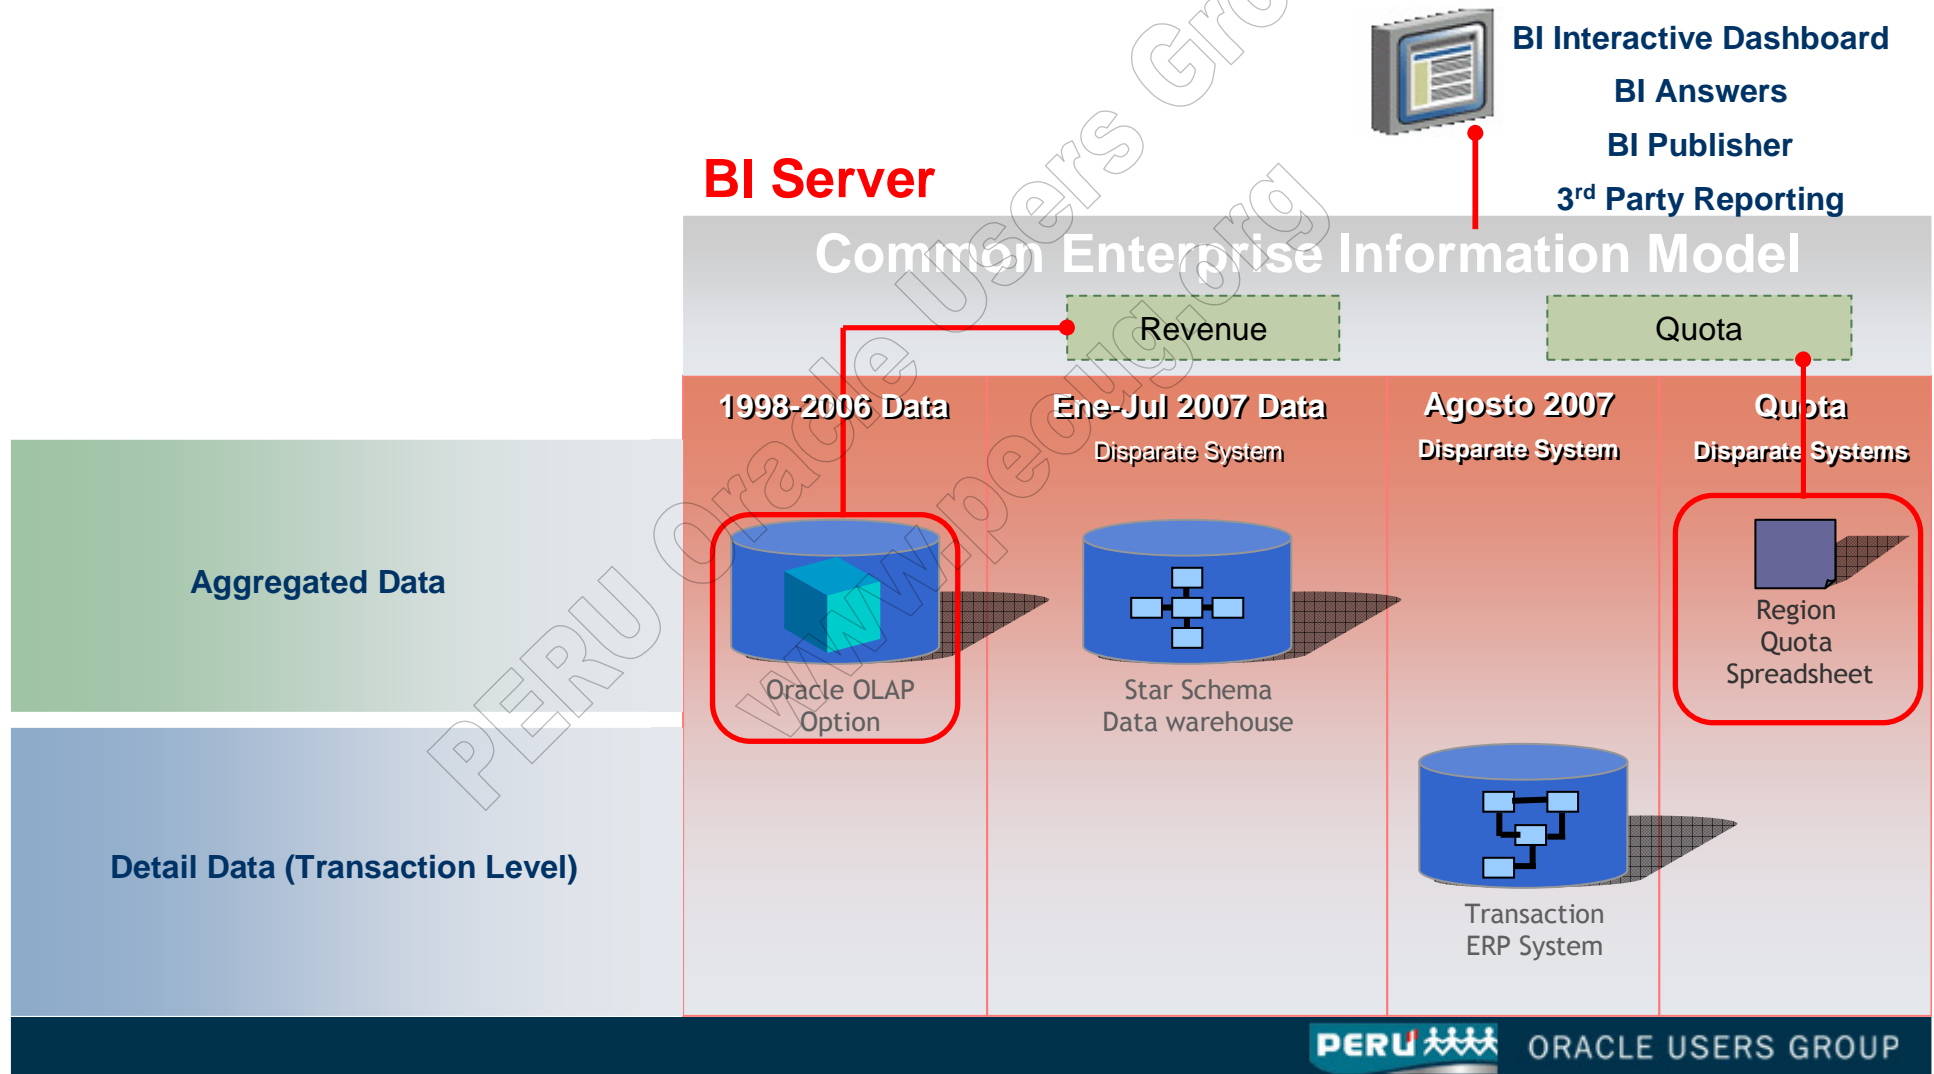 BI Interactive Dashboard
BI Answers
BI Publisher
3rd Party Reporting
BI Server
Common Enterprise Information Model
Revenue
Quota
1998-2006 Data
Ene-Jul 2007 Data
Disparate System
Agosto 2007
Disparate System
Quota
Disparate Systems
Aggregated Data
Oracle OLAP
Option
Star Schema
Data warehouse
Region
Quota
Spreadsheet
Detail Data (Transaction Level)
Transaction
ERP System
PERU Oracle Users Gro
www.peoug.org
PERU ORACLE USERS GROUP